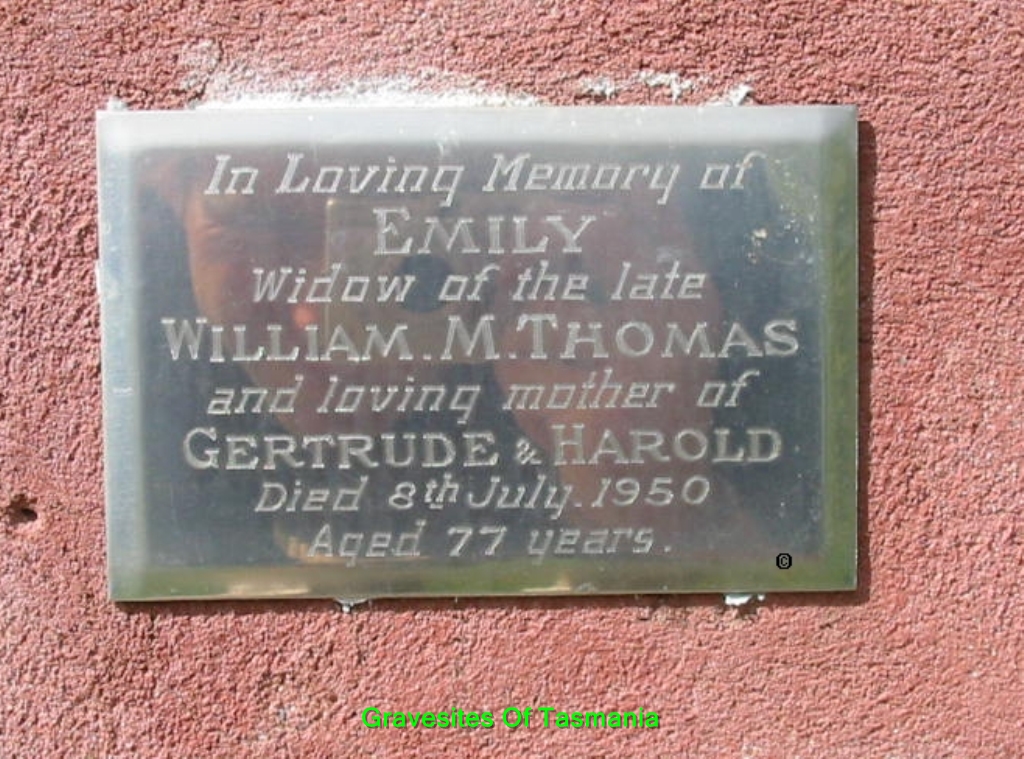 In Loving Memory of
EMILY
Widow of the late
WILLIAM. M. THOMAS
and loving mother of
GERTRUDE & HAROLD
Died 8th July. 1950
Aged 77 years.
©
Gravesites Of Tasmania